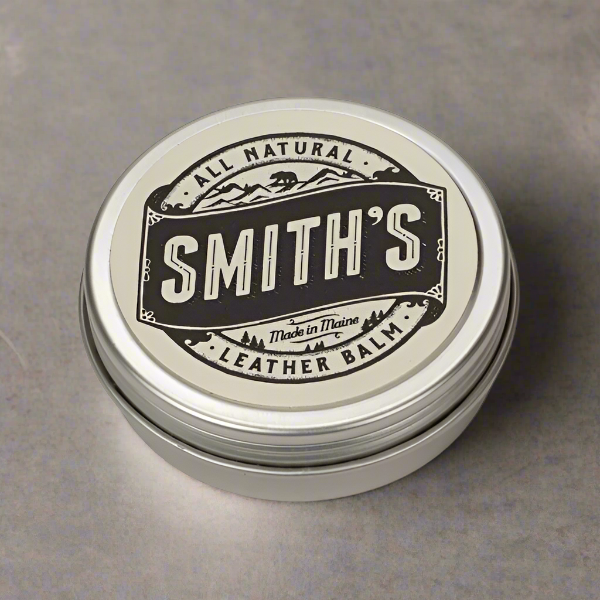 ALL NATURAL
SMITH'S
Made in Maine
LEATHER BALM